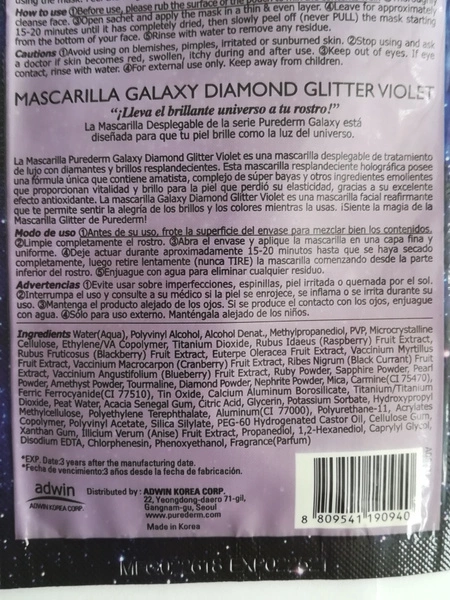 How to use ①Before use, please rub the surface of the pou
cleanse face. ③Open sachet and apply the mask in a thin & even layer. ④Leave for approximately
15-20 minutes until it has completely dried, then slowly peel off (never PULL) the mask starting
from the bottom of your face. ⑤Rinse with water to remove any residue.
Cautions ①Avoid using on blemishes, pimples, irritated or sunburned skin. ②Stop using and ask
a doctor if skin becomes red, swollen, itchy during and after use. ③Keep out of eyes. If eye
contact, rinse with water. ④For external use only. Keep away from children.
MASCARILLA GALAXY DIAMOND GLITTER VIOLET
"¡Lleva el brillante universo a tu rostro!"
La Mascarilla Desplegable de la serie Purederm Galaxy está
diseñada para que tu piel brille como la luz del universo.
La Mascarilla Purederm Galaxy Diamond Glitter Violet es una mascarilla desplegable de tratamiento
de lujo con diamantes y brillos resplandecientes. Esta mascarilla resplandeciente holográfica posee
una fórmula única que contiene amatista, complejo de súper bayas y otros ingredientes emolientes
que proporcionan vitalidad y brillo para la piel que perdió su elasticidad, gracias a su excelente
efecto antioxidante. La mascarilla Galaxy Diamond Glitter Violet es una mascarilla facial reafirmante
que te permite sentir la alegría de los brillos y los colores mientras la usas. ¡Siente la magia de la
Mascarilla Glitter de Purederm!
Modo de uso ①Antes de su uso, frote la superficie del envase para mezclar bien los contenidos.
②Limpie completamente el rostro. ③Abra el envase y aplique la mascarilla en una capa fina y
uniforme. ④Deje actuar durante aproximadamente 15-20 minutos hasta que se haya secado
completamente, luego retire lentamente (nunca TIRE) la mascarilla comenzando desde la parte
inferior del rostro. ⑤Enjuague con agua para eliminar cualquier residuo.
Advertencias ①Evite usar sobre imperfecciones, espinillas, piel irritada o quemada por el sol.
②Interrumpa el uso y consulte a su médico si la piel se enrojece, se inflama o se irrita durante su
uso. ③Mantenga el producto alejado de los ojos. Si se produce el contacto con los ojos, enjuague
con agua. ④Sólo para uso externo. Manténgala alejado de los niños.
Ingredients Water(Aqua), Polyvinyl Alcohol, Alcohol Denat., Methylpropanediol, PVP, Microcrystalline
Cellulose, Ethylene/VA Copolymer, Titanium Dioxide, Rubus Idaeus (Raspberry) Fruit Extract,
Rubus Fruticosus (Blackberry) Fruit Extract, Euterpe Oleracea Fruit Extract, Vaccinium Myrtillus
Fruit Extract, Vaccinium Macrocarpon (Cranberry) Fruit Extract, Ribes Nigrum (Black Currant) Fruit
Extract, Vaccinium Angustifolium (Blueberry) Fruit Extract, Ruby Powder, Sapphire Powder, Pearl
Powder, Amethyst Powder, Tourmaline, Diamond Powder, Nephrite Powder, Mica, Carmine(CI 75470),
Ferric Ferrocyanide(CI 77510), Tin Oxide, Calcium Aluminum Borosilicate, Titanium/Titanium
Dioxide, Peat Water, Acacia Senegal Gum, Citric Acid, Glycerin, Potassium Sorbate, Hydroxypropyl
Methylcellulose, Polyethylene Terephthalate, Aluminum(CI 77000), Polyurethane-11, Acrylates
Copolymer, Polyvinyl Acetate, Silica Silylate, PEG-60 Hydrogenated Castor Oil, Cellulose Gum,
Xanthan Gum, Illicium Verum (Anise) Fruit Extract, Propanediol, 1,2-Hexanediol, Caprylyl Glycol,
Disodium EDTA, Chlorphenesin, Phenoxyethanol, Fragrance(Parfum)
*EXP. Date:3 years after the manufacturing date.
*Fecha de vencimiento:3 años desde la fecha de fabricación.
adwin
ADWIN KOREA CORP.
Distributed by : ADWIN KOREA CORP.
22, Yeongdong-daero 71-gil,
Gangnam-gu, Seoul
www.purederm.com
Made in Korea
8 809541 190940